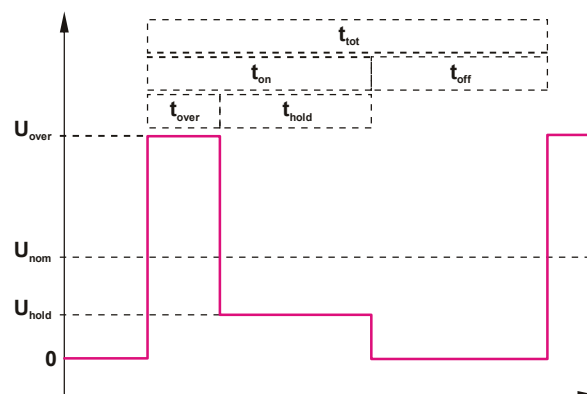 t_tot
t_on t_off
t_over t_hold
U_over
U_nom
U_hold
0